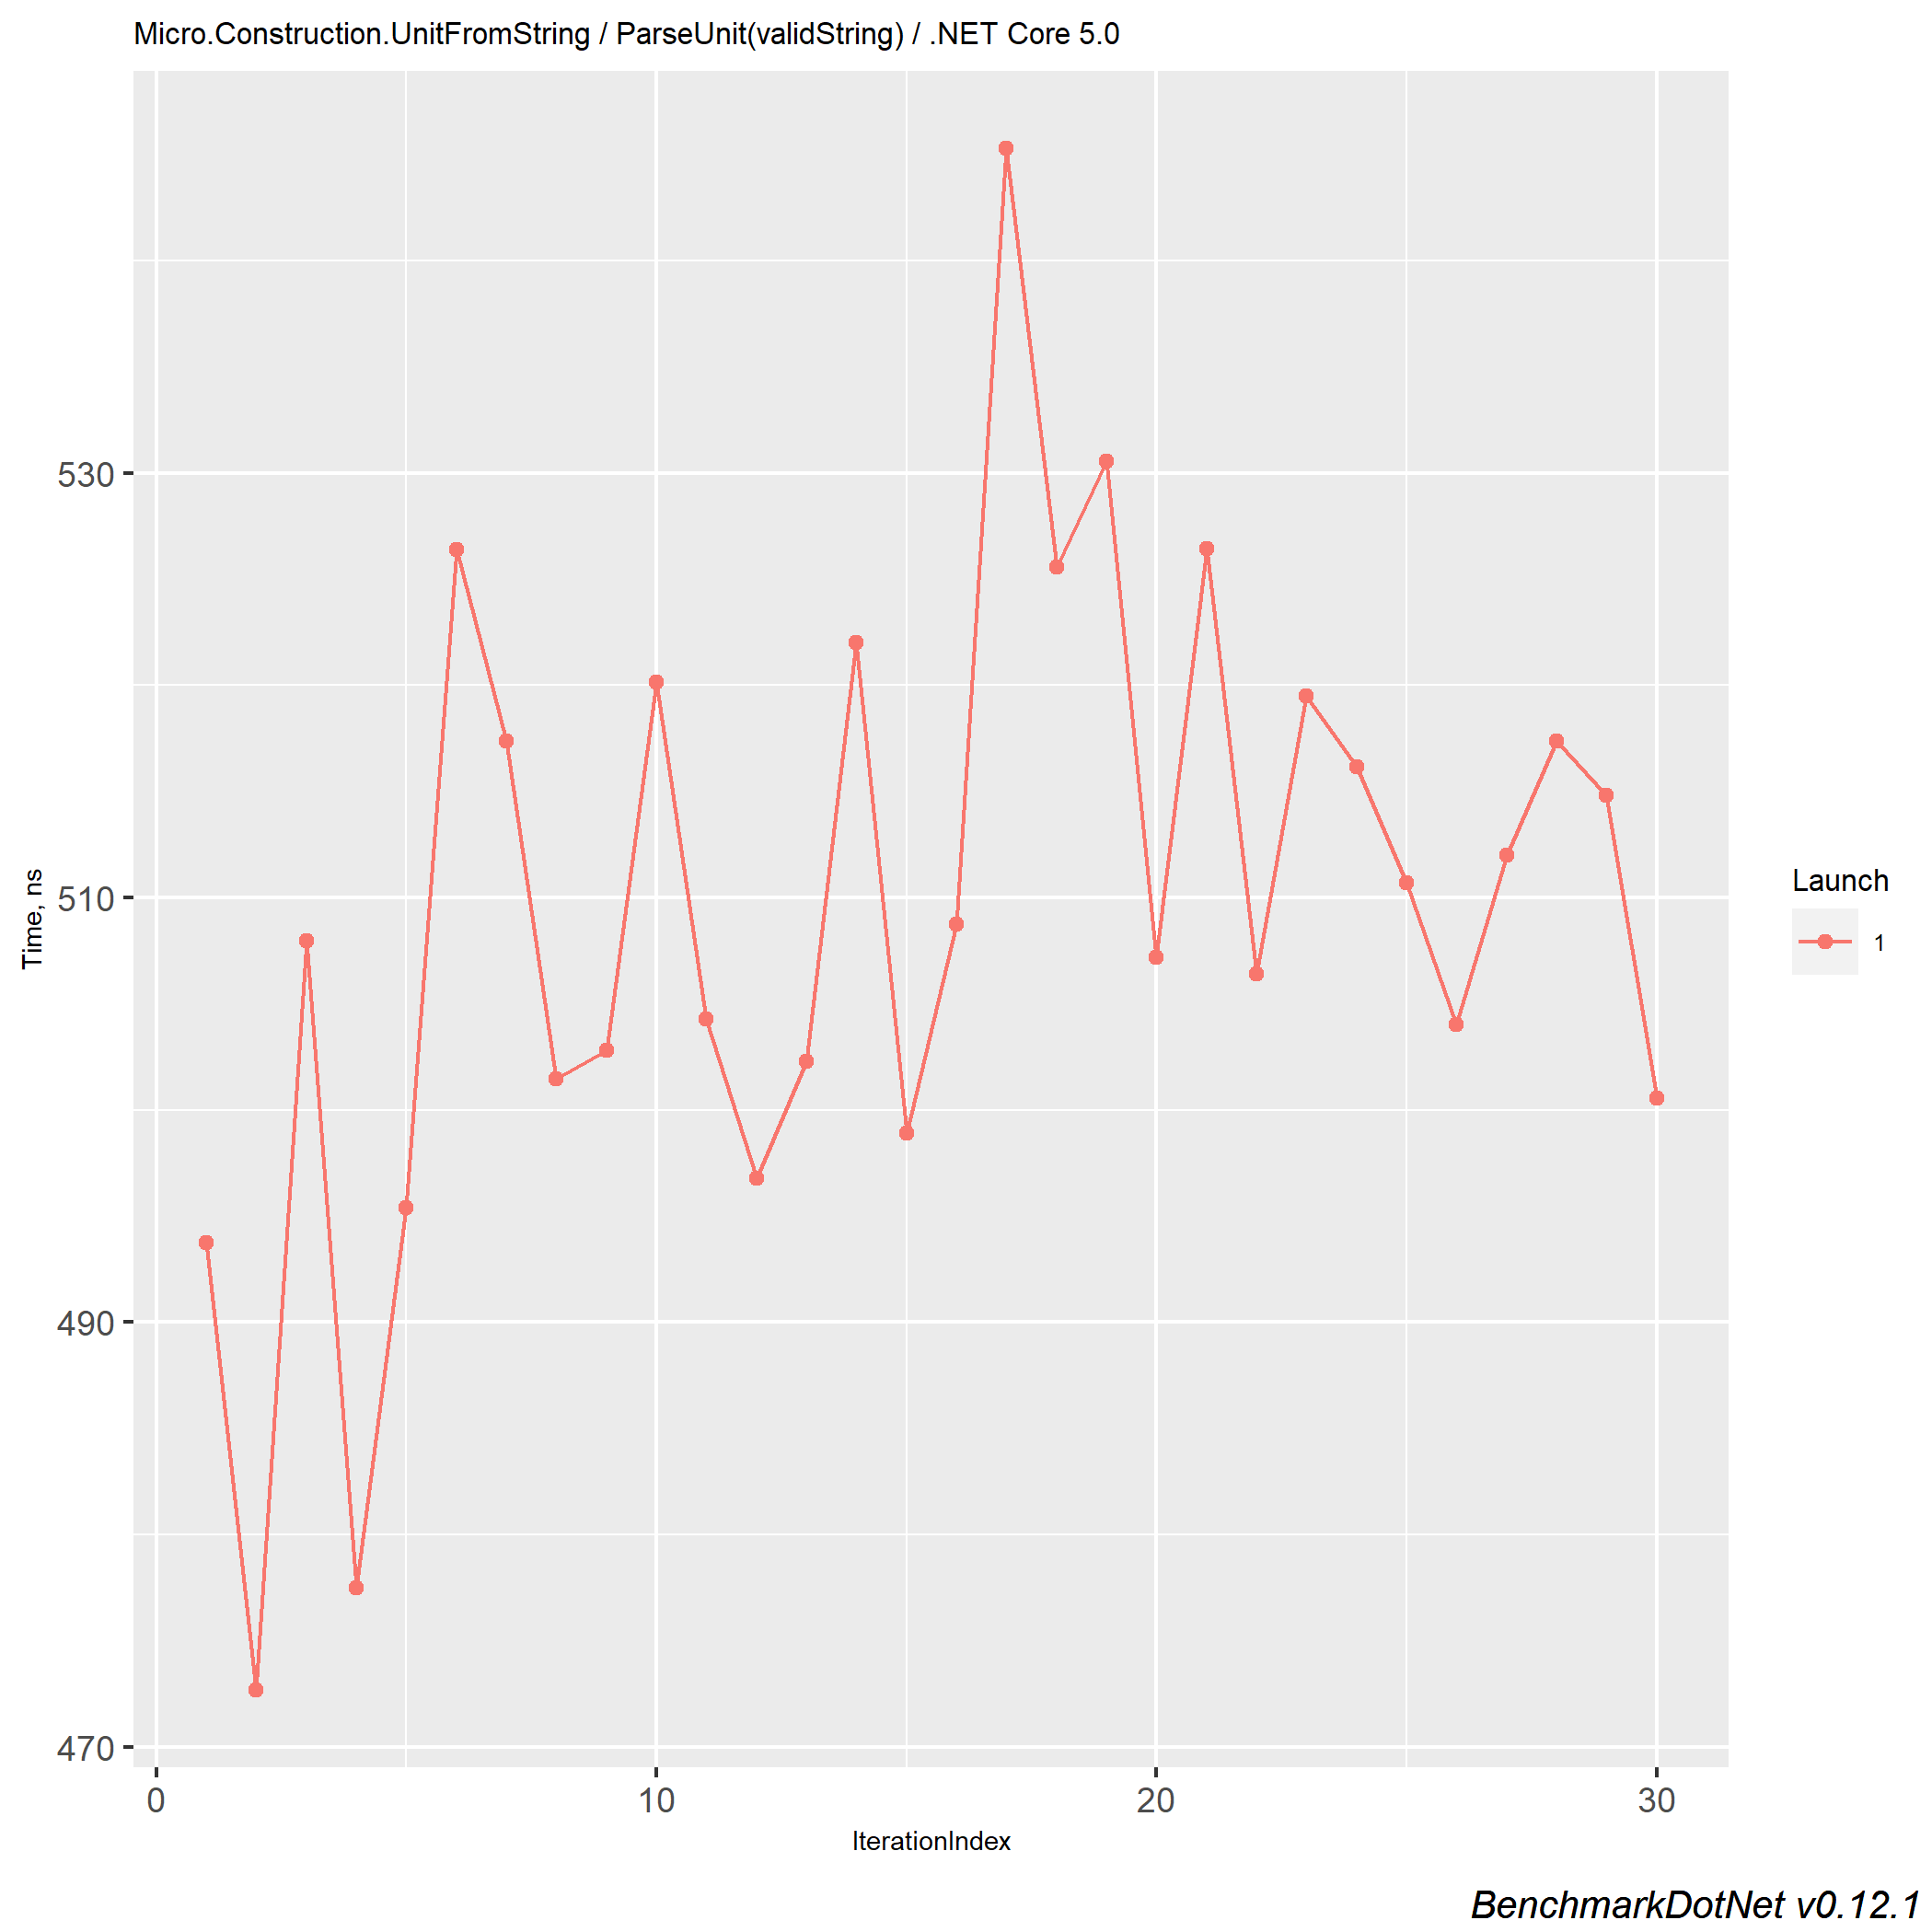 Micro.Construction.UnitFromString / ParseUnit(validString) / .NET Core 5.0
530
510
490
470
Time, ns
0 10 20 30
IterationIndex
Launch
1
BenchmarkDotNet v0.12.1